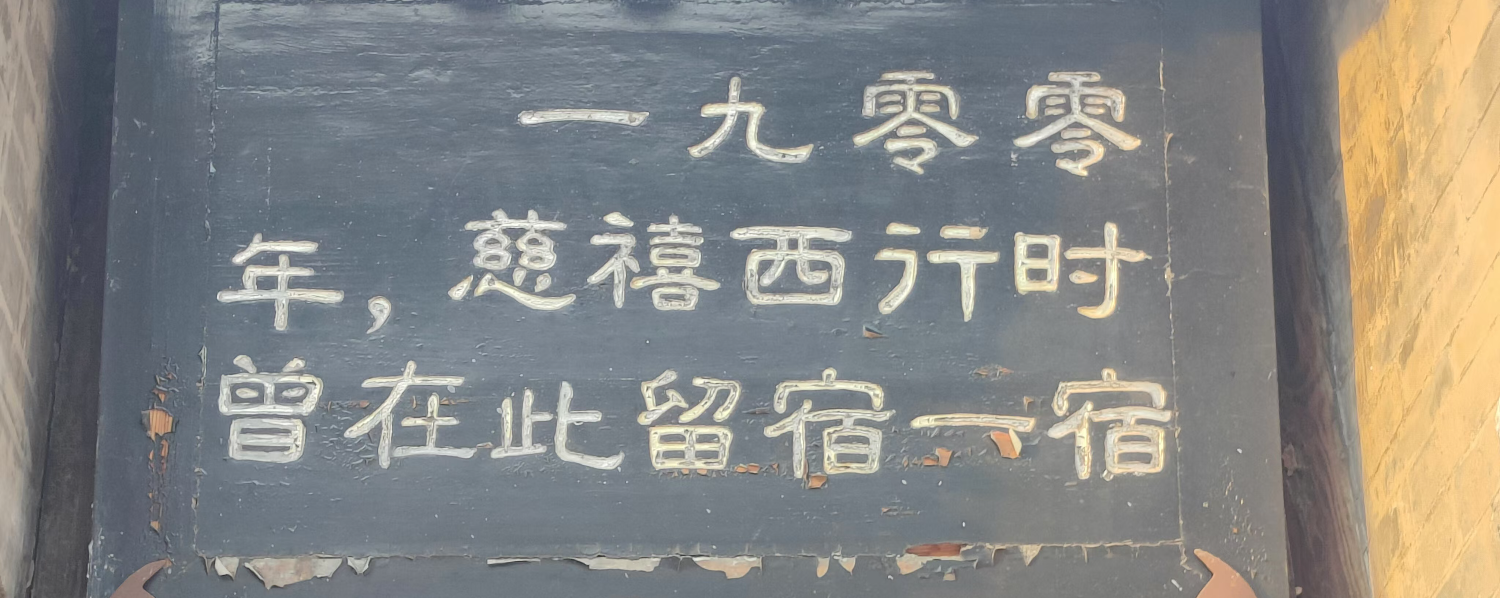 一九零零
年，慈禧西行时
曾在此留宿一宿